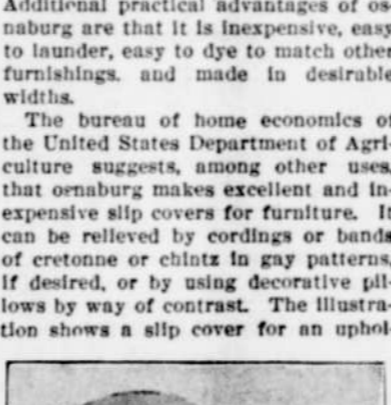 Additional practical advantages of os-
naburg are that it is inexpensive, easy
to launder, easy to dye to match other
furnishings, and made in desirable
widths.
The bureau of home economics of
the United States Department of Agri-
culture suggests, among other uses,
that osnaburg makes excellent and in-
expensive slip covers for furniture. It
can be relieved by cordings or bands
of cretonne or chintz in gay patterns,
if desired, or by using decorative pil-
lows by way of contrast. The illustra-
tion shows a slip cover for an uphol-